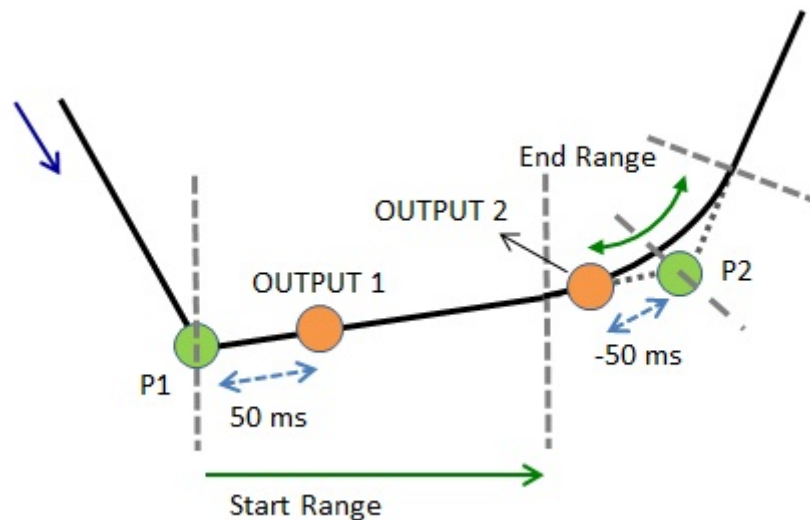 End Range
OUTPUT 2
OUTPUT 1
P2
P1
-50 ms
50 ms
Start Range